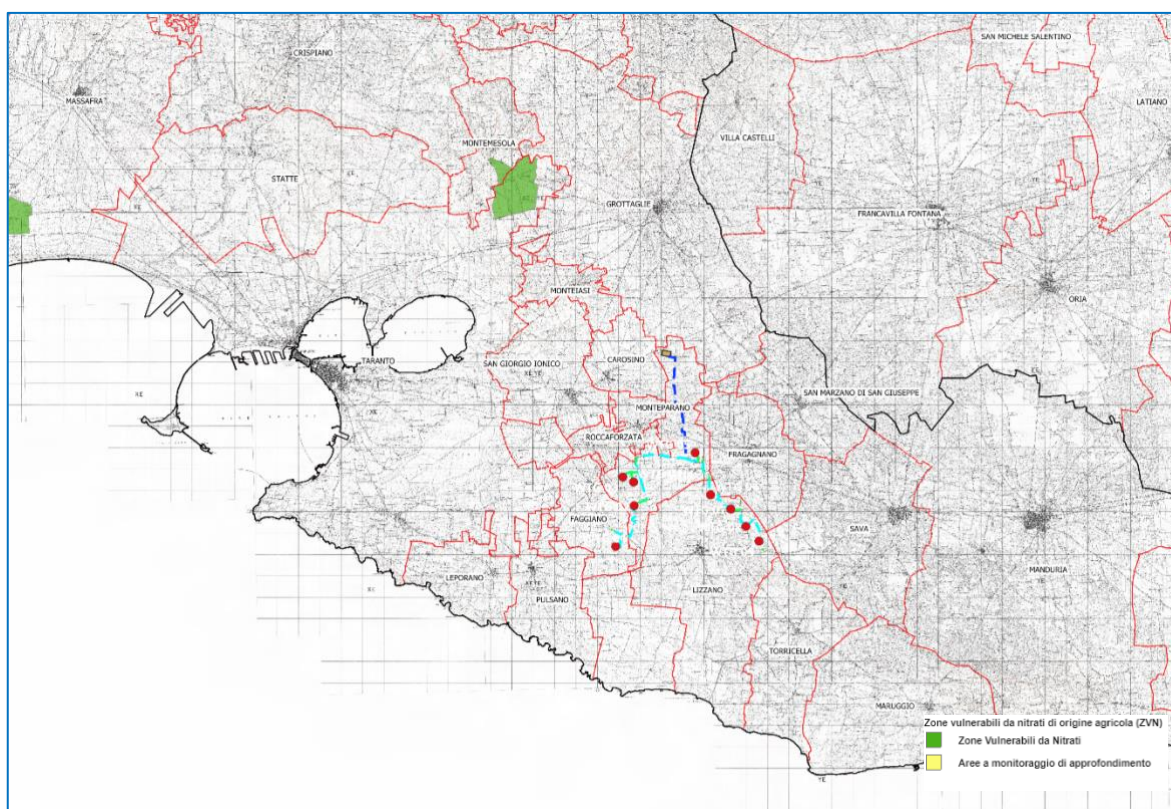 SAN MICHELE SALENTINO
CRISPIANO
MASSAFRA
LATIANO
VILLA CASTELLI
MONTEMESOLA
STATTE
GROTTAGLIE
FRANCAVILLA FONTANA
MONTEIASI
ORIA
TARANTO
SAN GIORGIO IONICO
CAROSINO
SAN MARZANO DI SAN GIUSEPPE
MONTEPARANO
ROCCAFORZATA
FRAGAGNANO
FAGGIANO
SAVA
LEPORANO
MANDURIA
PULSANO
LIZZANO
TORRICELLA
MARUGGIO
Zone vulnerabili da nitrati di origine agricola (ZVN)
Zone Vulnerabili da Nitrati
Aree a monitoraggio di approfondimento